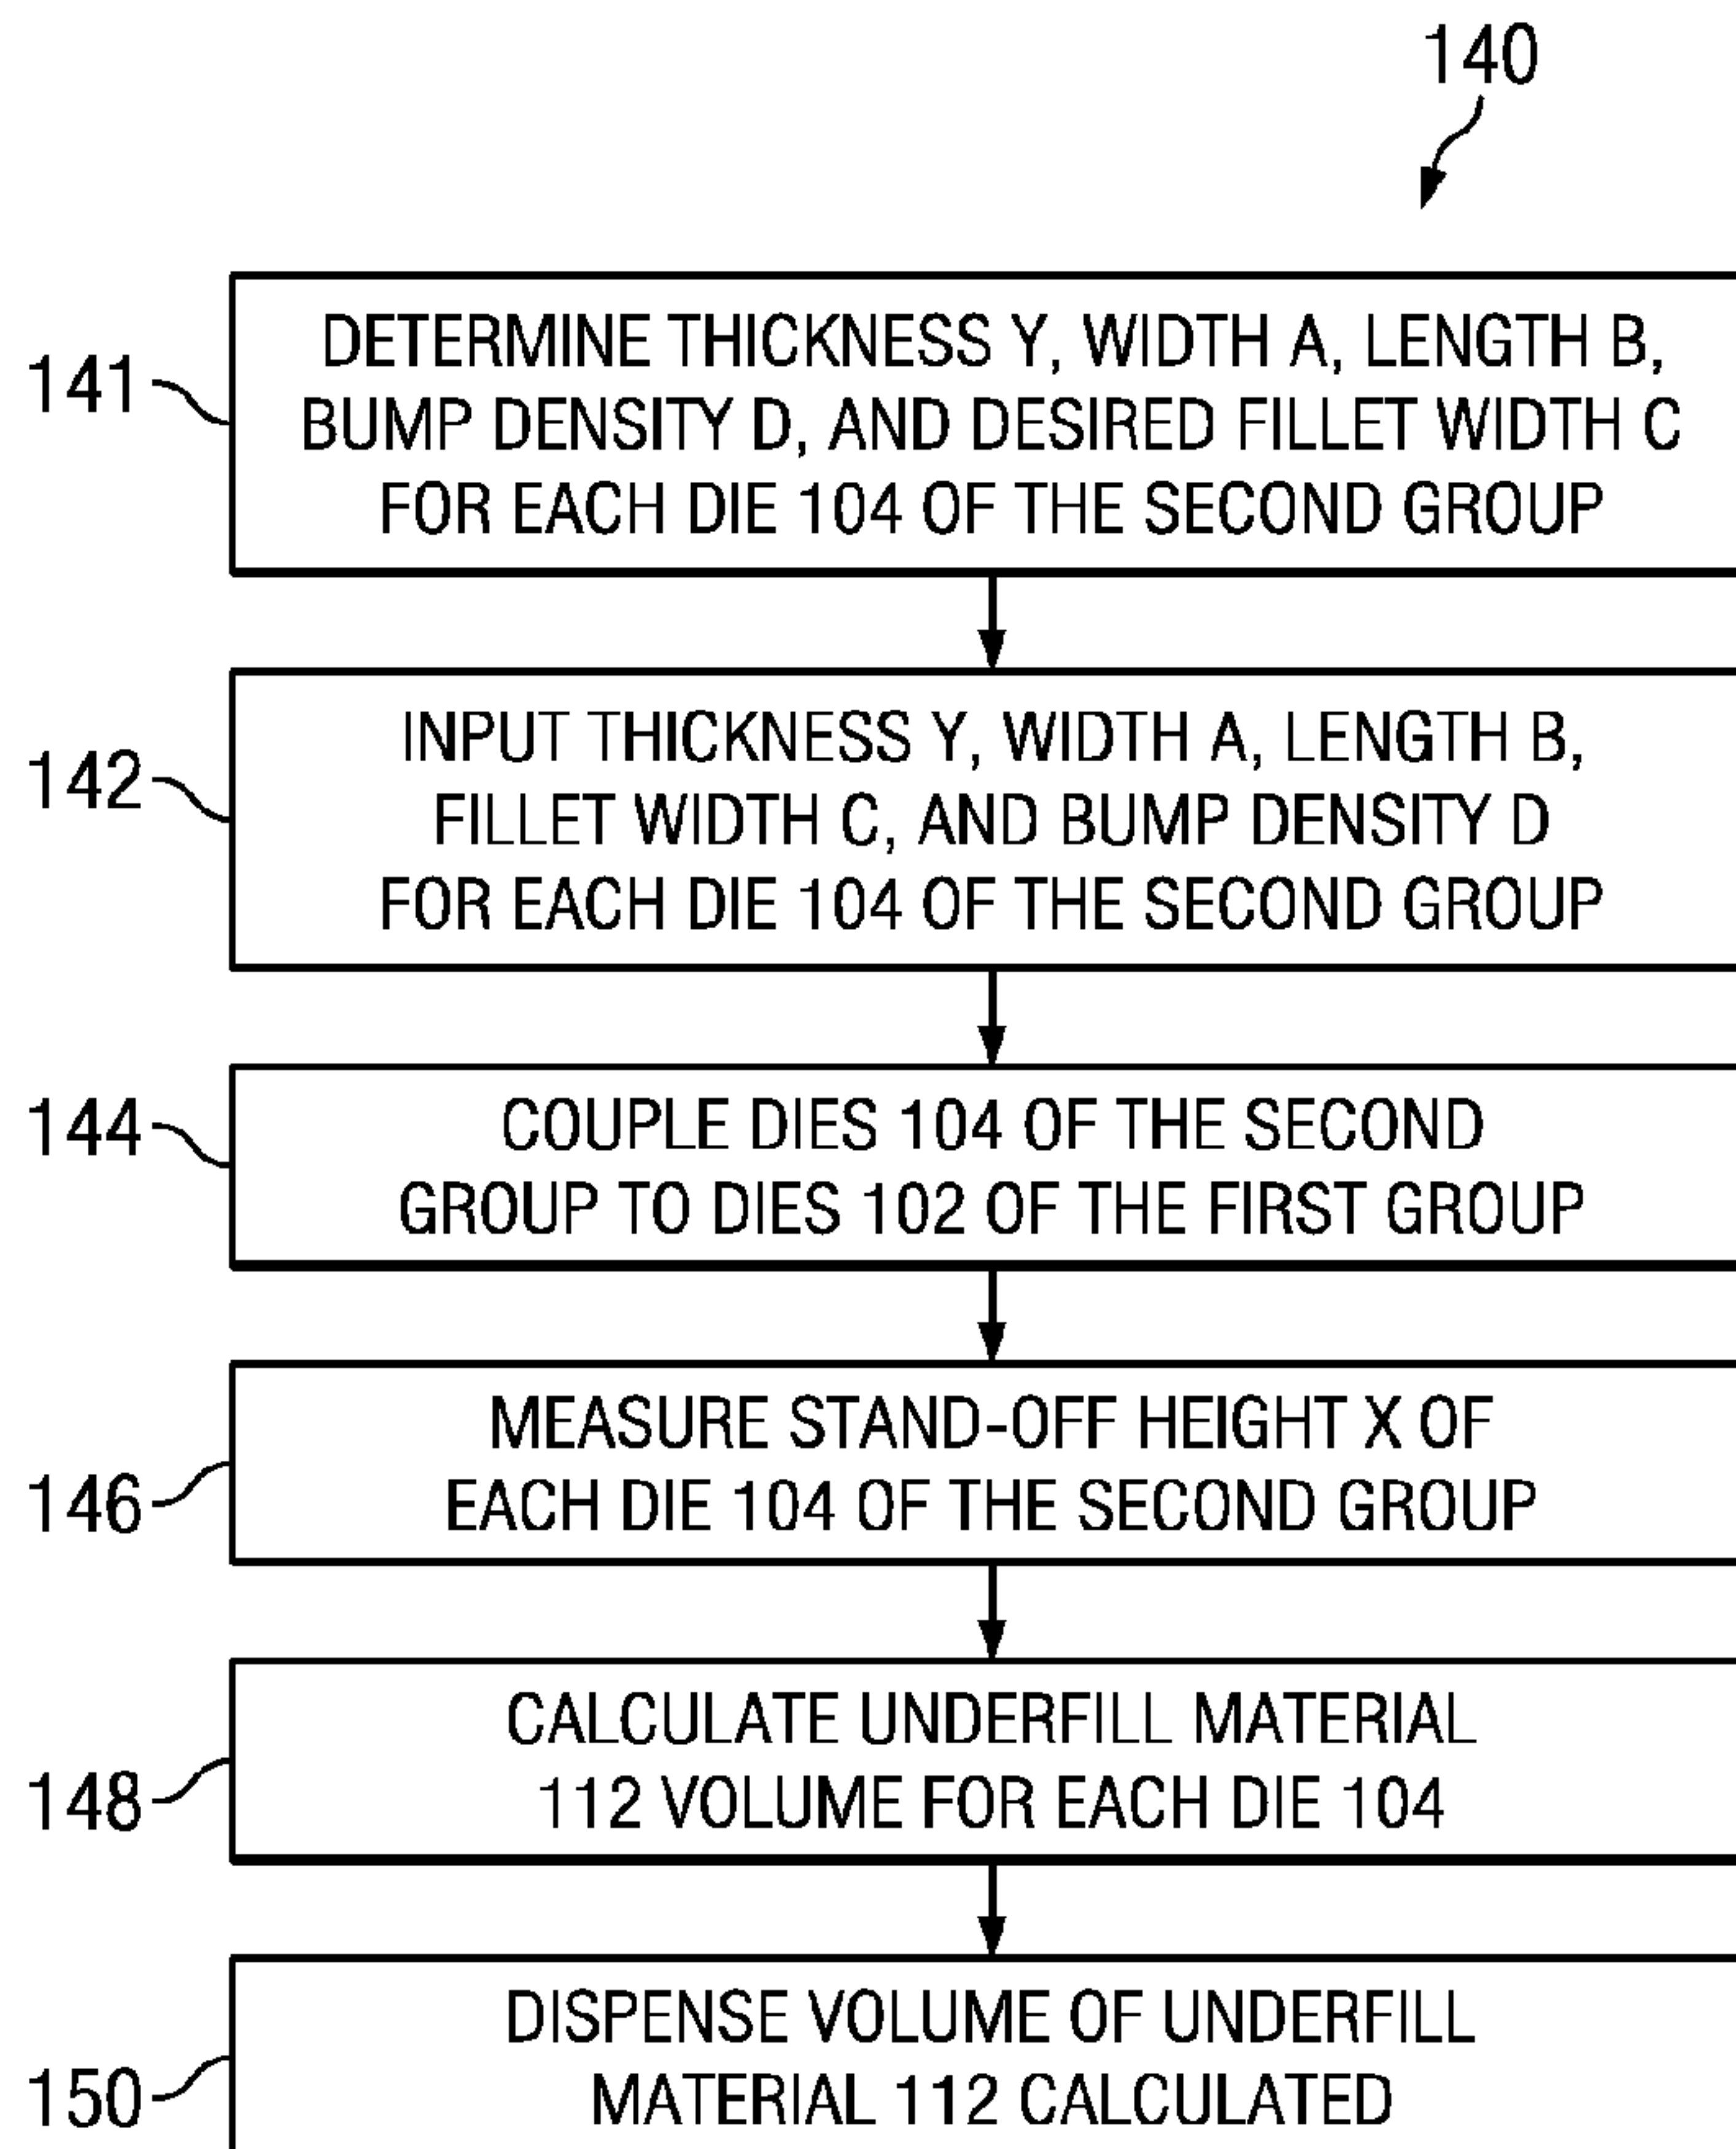 140
141
DETERMINE THICKNESS Y, WIDTH A, LENGTH B,
BUMP DENSITY D, AND DESIRED FILLET WIDTH C
FOR EACH DIE 104 OF THE SECOND GROUP
142
INPUT THICKNESS Y, WIDTH A, LENGTH B,
FILLET WIDTH C, AND BUMP DENSITY D
FOR EACH DIE 104 OF THE SECOND GROUP
144
COUPLE DIES 104 OF THE SECOND
GROUP TO DIES 102 OF THE FIRST GROUP
146
MEASURE STAND-OFF HEIGHT X OF
EACH DIE 104 OF THE SECOND GROUP
148
CALCULATE UNDERFILL MATERIAL
112 VOLUME FOR EACH DIE 104
150
DISPENSE VOLUME OF UNDERFILL
MATERIAL 112 CALCULATED